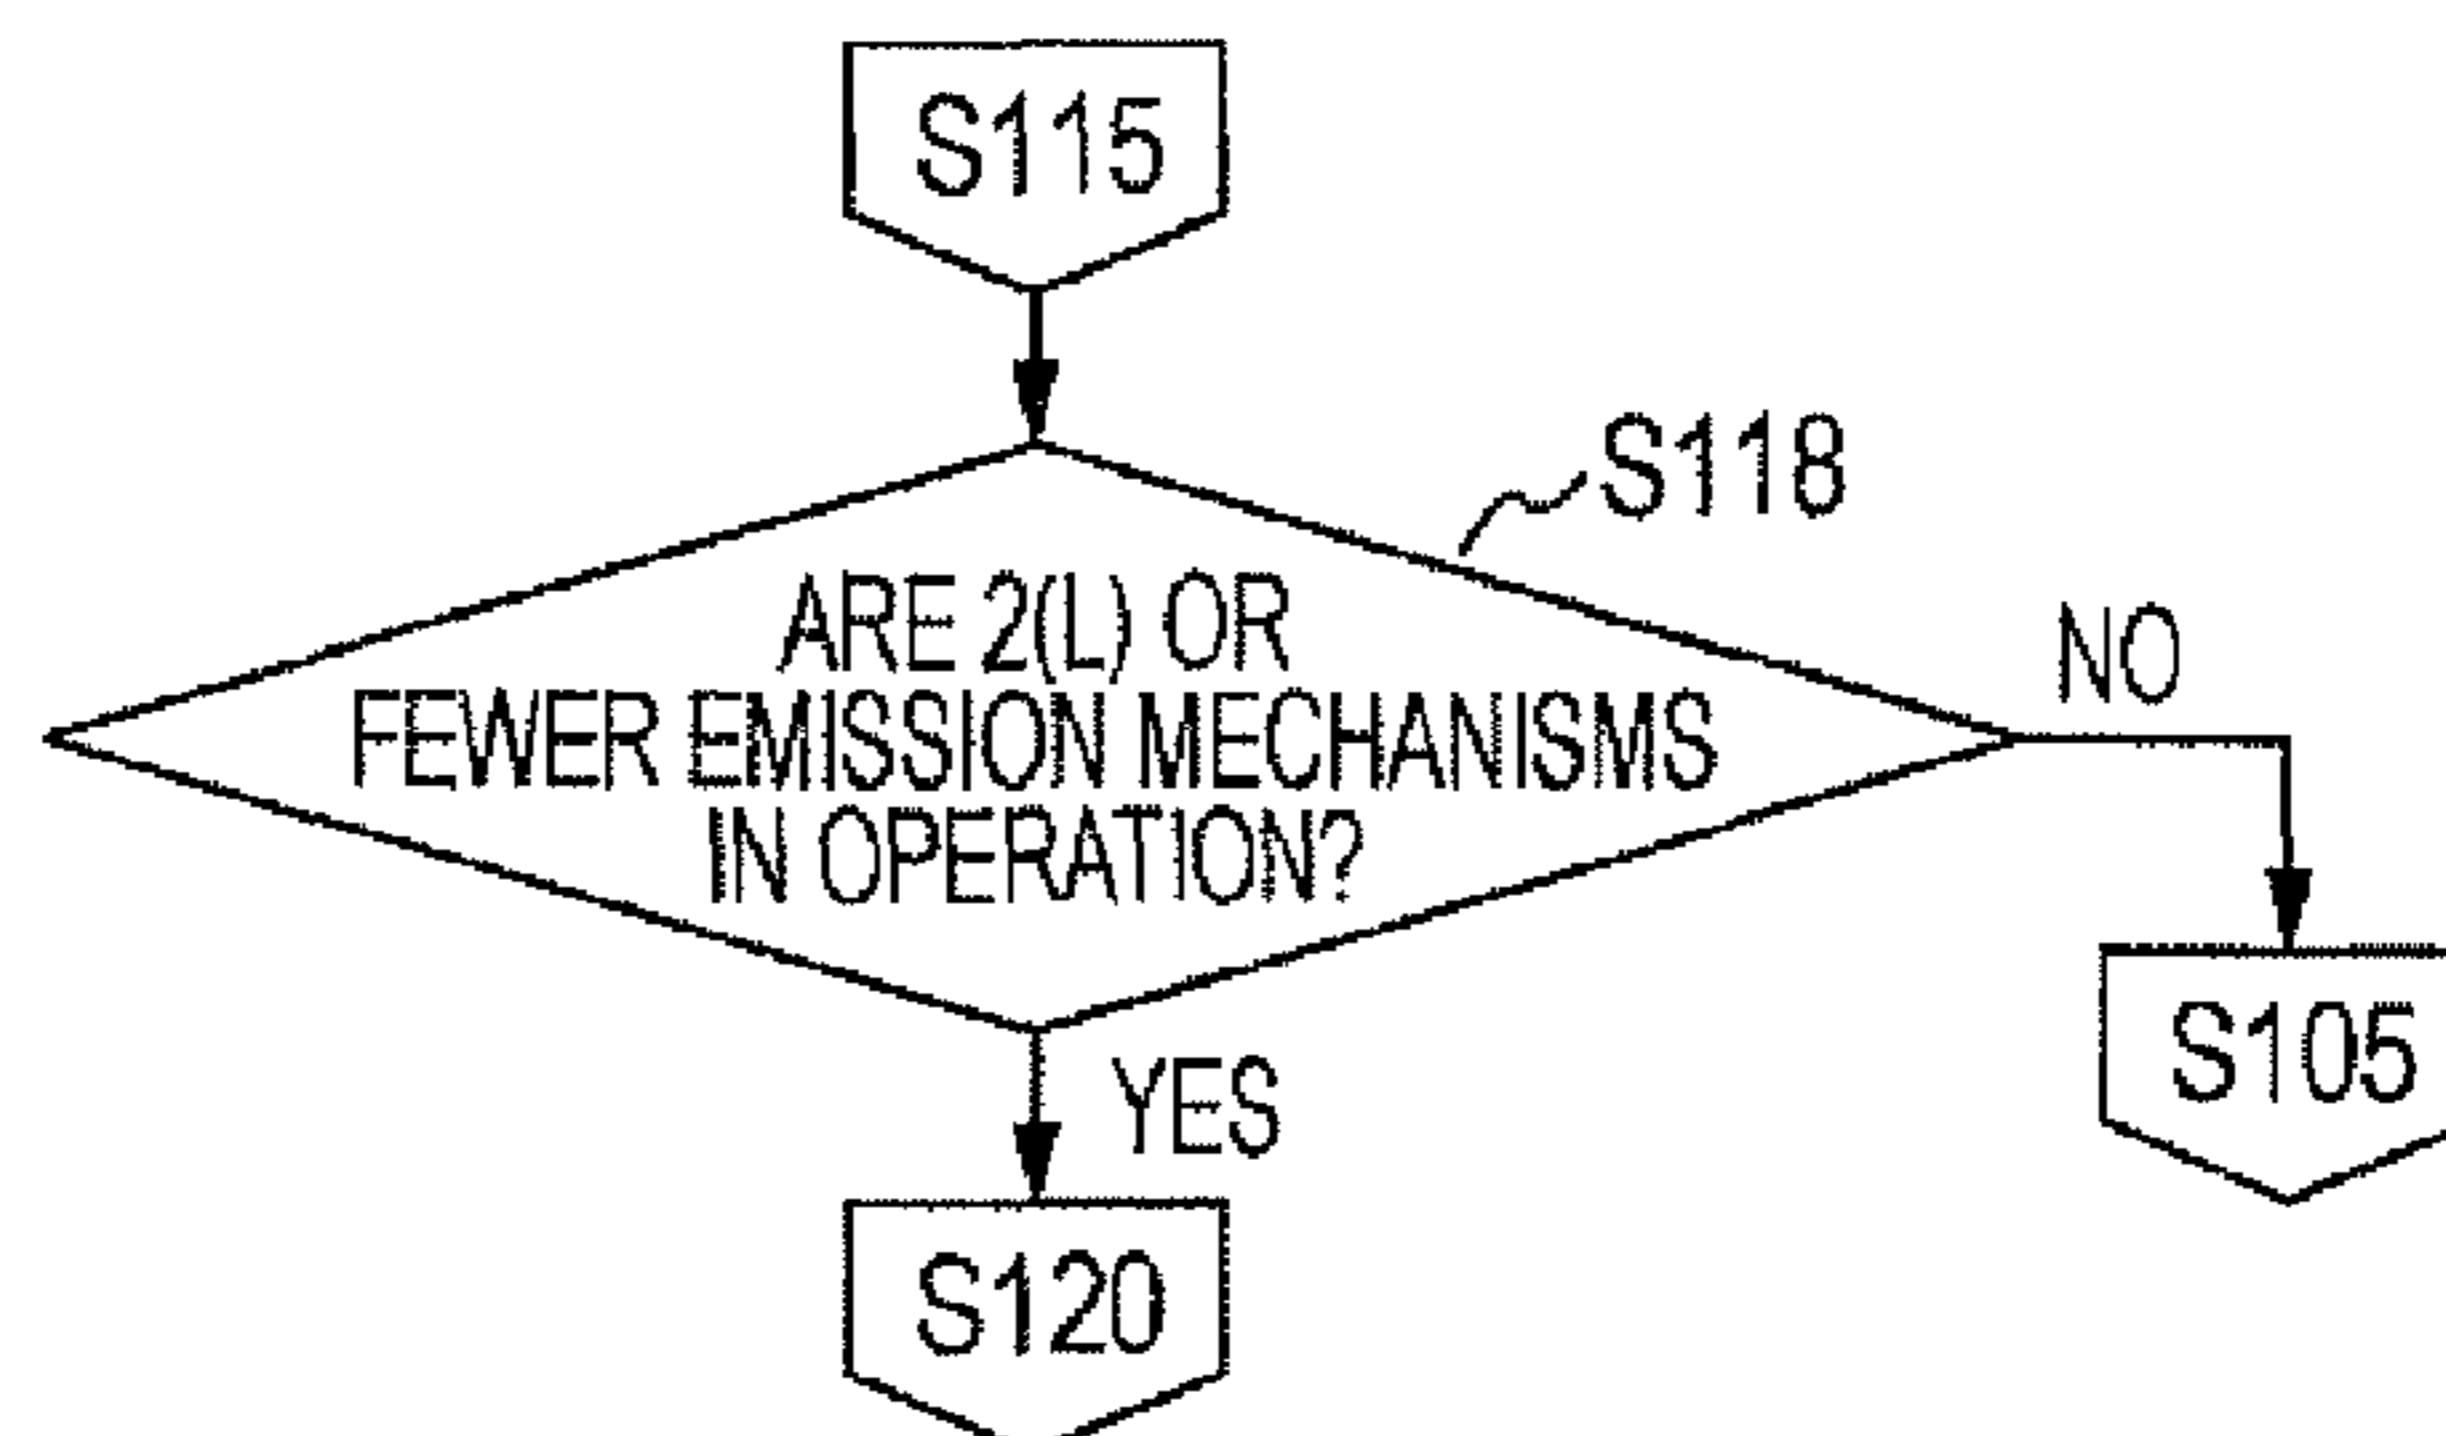 S115
S118
ARE 2(L) OR
FEWER EMISSION MECHANISMS
IN OPERATION?
NO
YES
S105
S120